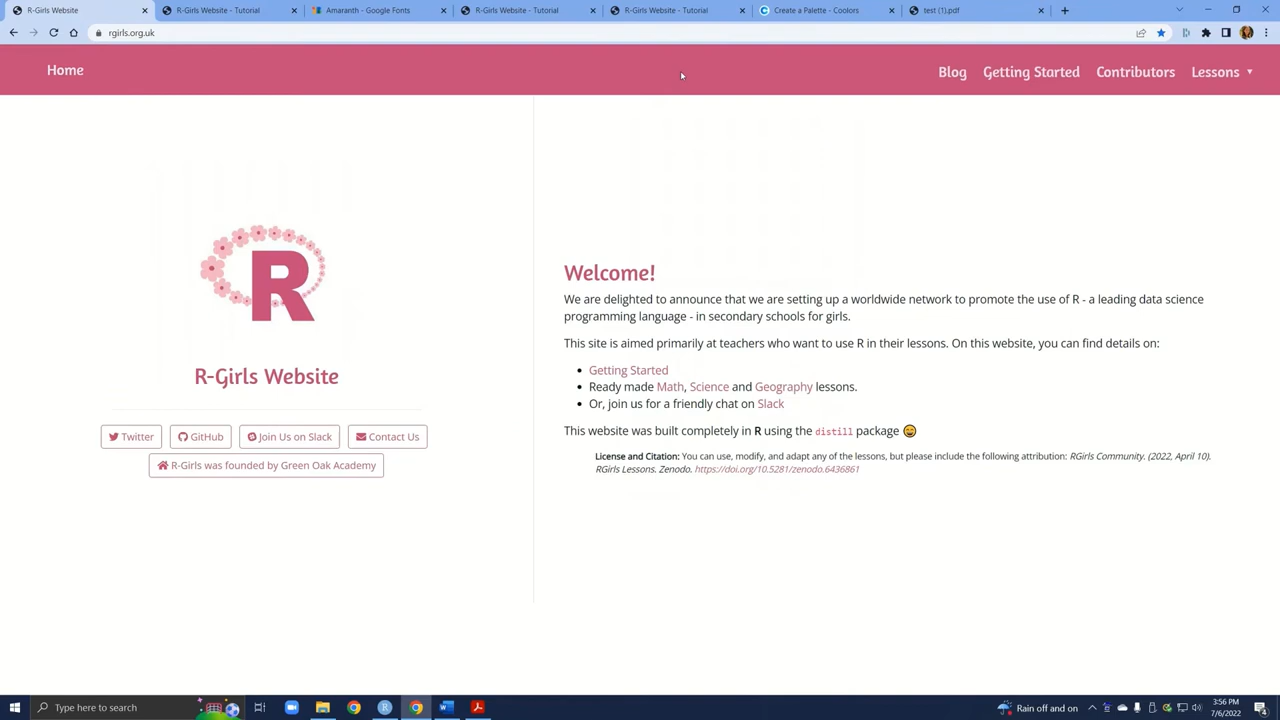 R-Girls Website
R-Girls Website - Tutorial
Amaranth - Google Fonts
R-Girls Website - Tutorial
R-Girls Website - Tutorial
Create a Palette - Coolors
test (1).pdf
rgirls.org.uk
Home
Blog
Getting Started
Contributors
Lessons
R
R-Girls Website
Twitter
GitHub
Join Us on Slack
Contact Us
R-Girls was founded by Green Oak Academy
Welcome!
We are delighted to announce that we are setting up a worldwide network to promote the use of R - a leading data science
programming language - in secondary schools for girls.
This site is aimed primarily at teachers who want to use R in their lessons. On this website, you can find details on:
Getting Started
Ready made Math, Science and Geography lessons.
Or, join us for a friendly chat on Slack
This website was built completely in R using the distill package
License and Citation: You can use, modify, and adapt any of the lessons, but please include the following attribution: RGirls Community. (2022, April 10).
RGirls Lessons. Zenodo. https://doi.org/10.5281/zenodo.6436861
Type here to search
Rain off and on
3:56 PM
7/6/2022